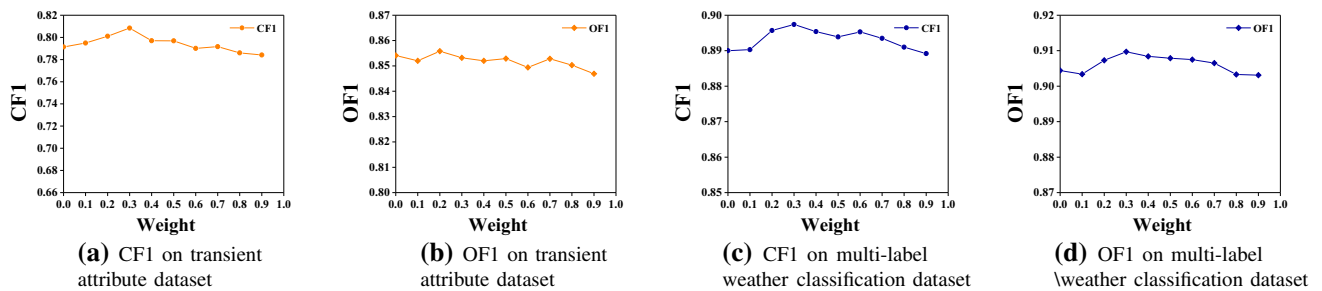 0.82
0.80
0.78
0.76
0.74
0.72
0.70
0.68
0.66
CF1
CF1
0.0 0.1 0.2 0.3 0.4 0.5 0.6 0.7 0.8 0.9 1.0
Weight
(a) CF1 on transient
attribute dataset
0.87
0.86
0.85
0.84
0.83
0.82
0.81
0.80
OF1
OF1
0.0 0.1 0.2 0.3 0.4 0.5 0.6 0.7 0.8 0.9 1.0
Weight
(b) OF1 on transient
attribute dataset
0.90
0.89
0.88
0.87
0.86
0.85
CF1
CF1
0.0 0.1 0.2 0.3 0.4 0.5 0.6 0.7 0.8 0.9 1.0
Weight
(c) CF1 on multi-label
weather classification dataset
0.92
0.91
0.90
0.89
0.88
0.87
OF1
OF1
0.0 0.1 0.2 0.3 0.4 0.5 0.6 0.7 0.8 0.9 1.0
Weight
(d) OF1 on multi-label
\weather classification dataset